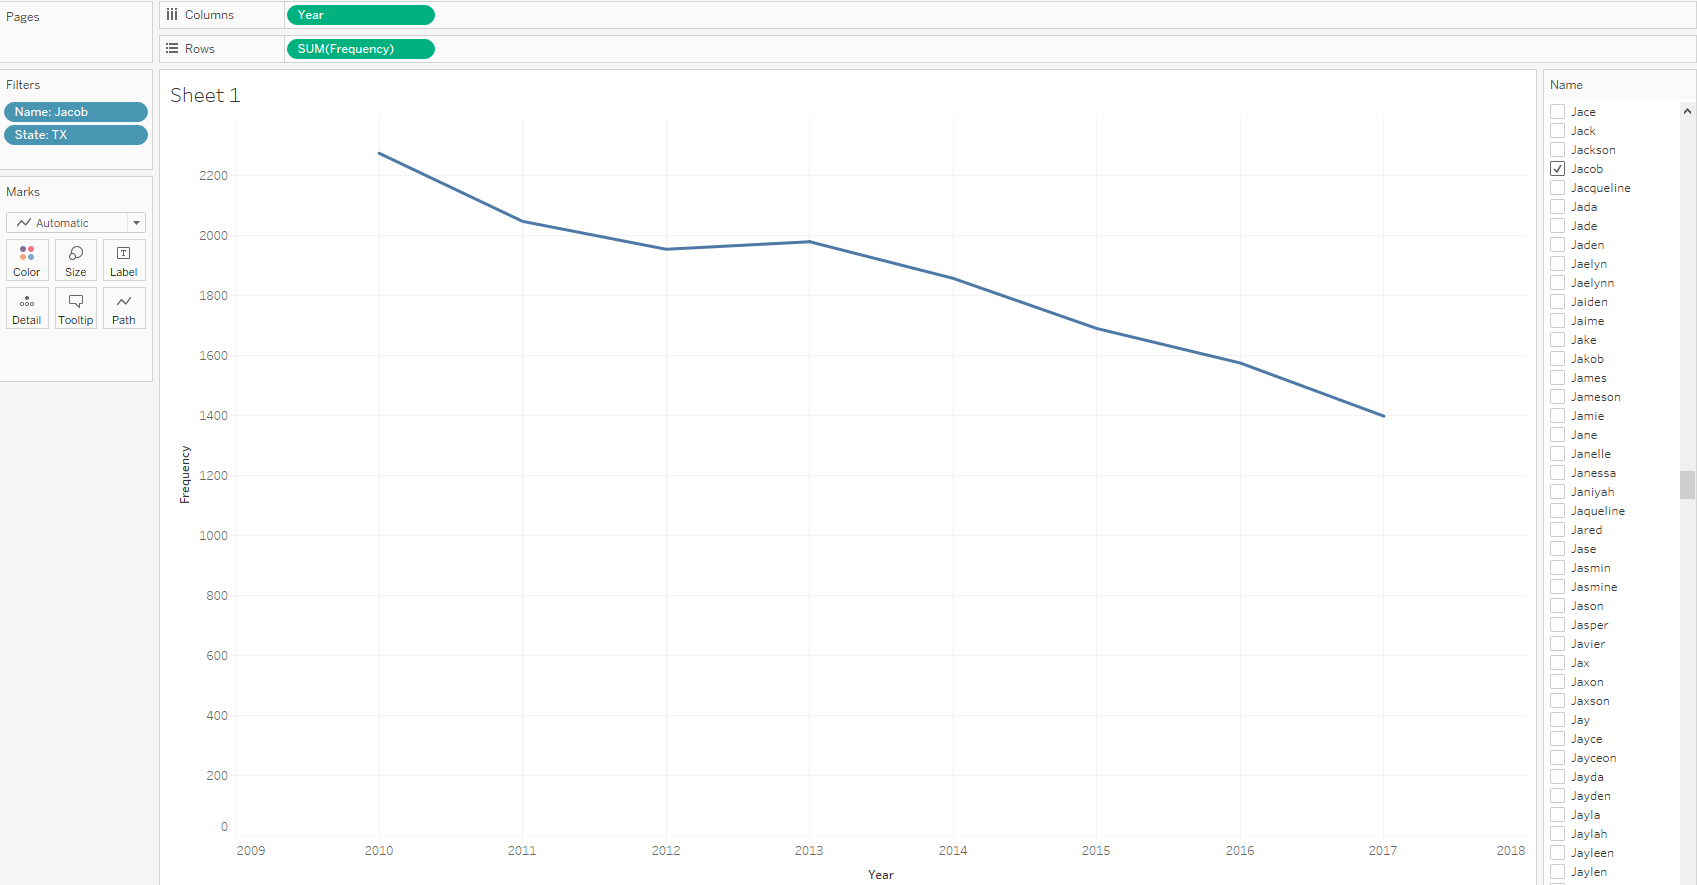 Pages
Columns
Year
Rows
SUM(Frequency)
Filters
Name: Jacob
State: TX
Marks
Automatic
Color
Size
Label
Detail
Tooltip
Path
Sheet 1
Frequency
2200
2000
1800
1600
1400
1200
1000
800
600
400
200
0
2009 2010 2011 2012 2013 2014 2015 2016 2017 2018
Year
Name
Jace
Jack
Jackson
Jacob
Jacqueline
Jada
Jade
Jaden
Jaelyn
Jaelynn
Jaiden
Jaime
Jake
Jakob
James
Jameson
Jamie
Jane
Janelle
Janessa
Janiyah
Jaqueline
Jared
Jase
Jasmin
Jasmine
Jason
Jasper
Javier
Jax
Jaxon
Jaxson
Jay
Jayce
Jayceon
Jayda
Jayden
Jayla
Jaylah
Jayleen
Jaylen